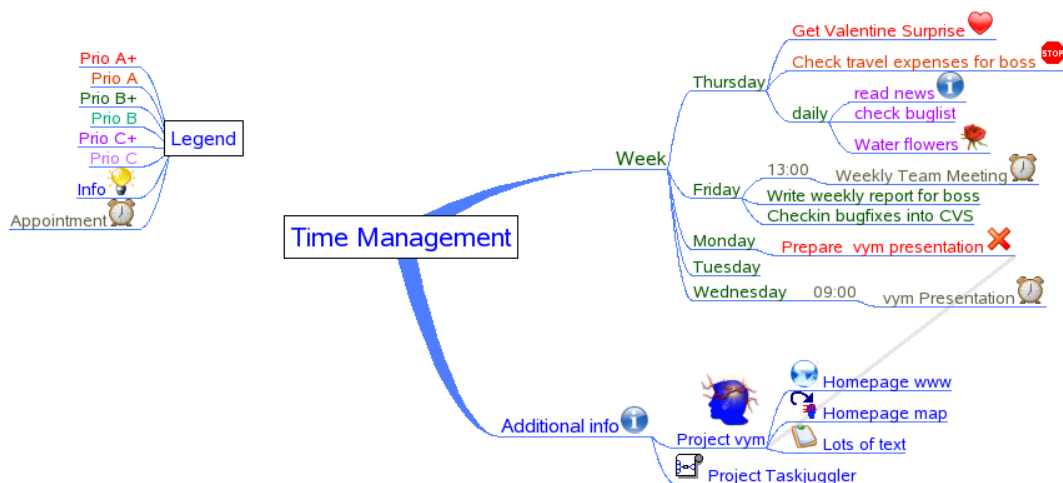 Prio A+
Prio A
Prio B+
Prio B
Prio C+
Prio C
Info
Appointment
Legend
Time Management
Week
Thursday
Get Valentine Surprise
Check travel expenses for boss
STOP
daily
read news
check buglist
Water flowers
Friday
13:00
Weekly Team Meeting
Write weekly report for boss
Checkin bugfixes into CVS
Monday
Prepare vym presentation
Tuesday
Wednesday
09:00
vym Presentation
Additional info
Project vym
Homepage www
Homepage map
Lots of text
Project Taskjuggler